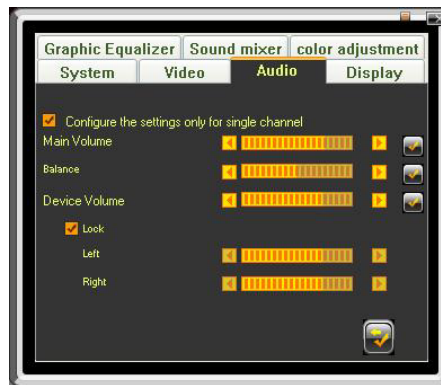 Graphic Equalizer Sound mixer color adjustment
System Video Audio Display
Configure the settings only for single channel
Main Volume
Balance
Device Volume
Lock
Left
Right